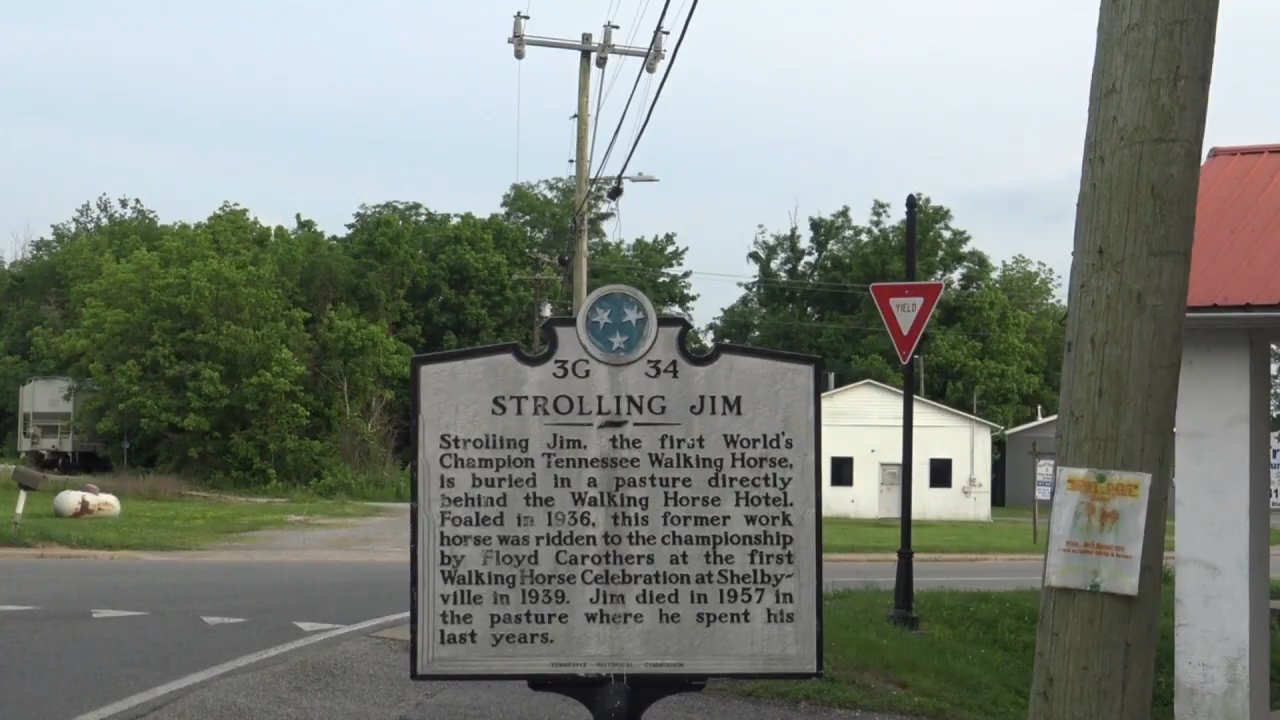 YIELD
3G 34
STROLLING JIM
Strolling Jim, the first World's
Champion Tennessee Walking Horse,
is buried in a pasture directly
behind the Walking Horse Hotel.
Foaled in 1936, this former work
horse was ridden to the championship
by Floyd Carothers at the first
Walking Horse Celebration at Shelby-
ville in 1939. Jim died in 1957 in
the pasture where he spent his
last years.
TENNESSEE HISTORICAL COMMISSION